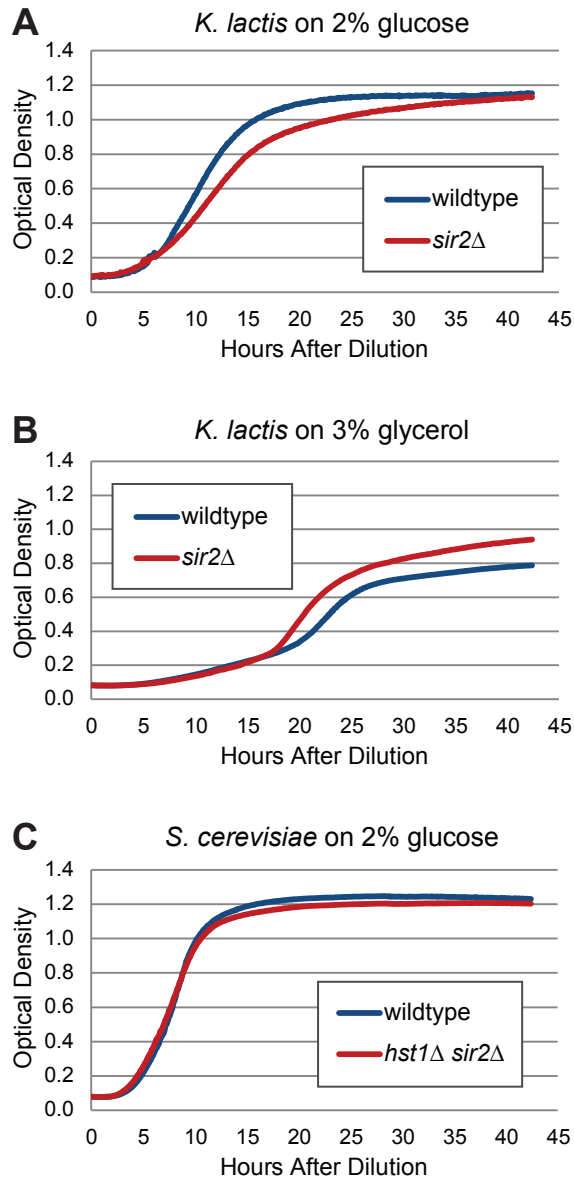 A
K. lactis on 2% glucose
Optical Density
1.4
1.2
1.0
0.8
0.6
0.4
0.2
0.0
wildtype
sir2Δ
0 5 10 15 20 25 30 35 40 45
Hours After Dilution
B
K. lactis on 3% glycerol
Optical Density
1.4
1.2
1.0
0.8
0.6
0.4
0.2
0.0
wildtype
sir2Δ
0 5 10 15 20 25 30 35 40 45
Hours After Dilution
C
S. cerevisiae on 2% glucose
Optical Density
1.4
1.2
1.0
0.8
0.6
0.4
0.2
0.0
wildtype
hst1Δ sir2Δ
0 5 10 15 20 25 30 35 40 45
Hours After Dilution